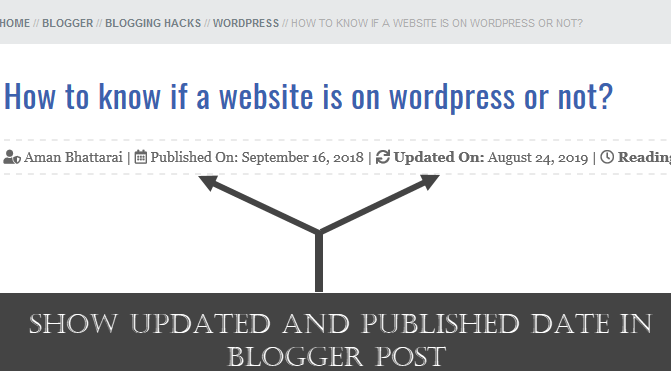 HOME // BLOGGER // BLOGGING HACKS // WORDPRESS // HOW TO KNOW IF A WEBSITE IS ON WORDPRESS OR NOT?
How to know if a website is on wordpress or not?
Aman Bhattarai | Published On: September 16, 2018 | Updated On: August 24, 2019 | Reading
SHOW UPDATED AND PUBLISHED DATE IN
BLOGGER POST